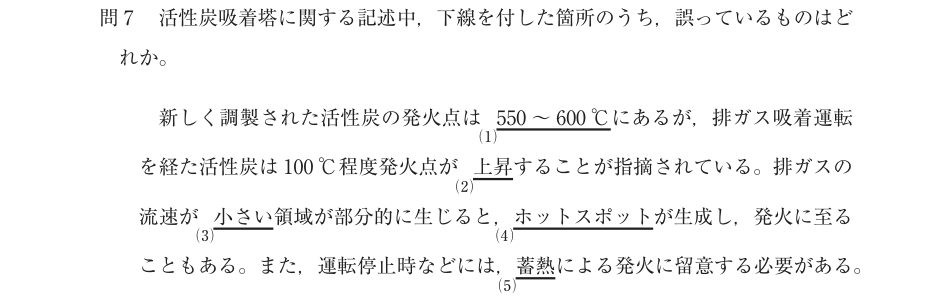 問７　活性炭吸着塔に関する記述中，下線を付した箇所のうち，誤っているものはど
れか。
新しく調製された活性炭の発火点は (1)550 ～ 600 ℃にあるが，排ガス吸着運転
を経た活性炭は 100 ℃程度発火点が (2)上昇することが指摘されている。排ガスの
流速が (3)小さい領域が部分的に生じると，(4)ホットスポットが生成し，発火に至る
こともある。また，運転停止時などには，(5)蓄熱による発火に留意する必要がある。